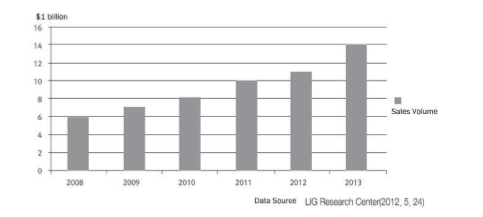 $1 billion
16
14
12
10
8
6
4
2
0
2008 2009 2010 2011 2012 2013
Sales Volume
Data Source LIG Research Center(2012, 5, 24)